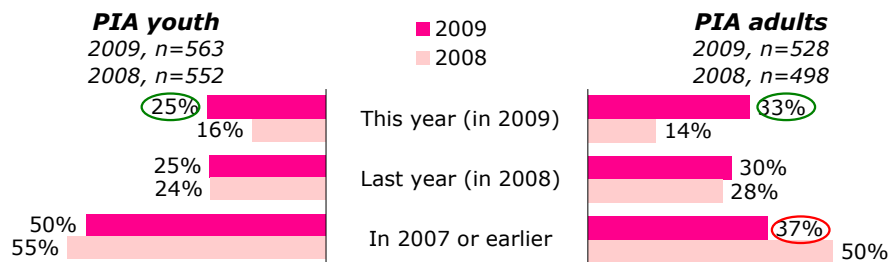 PIA youth
2009, n=563
2008, n=552
2009
2008
PIA adults
2009, n=528
2008, n=498
25%
16%
This year (in 2009)
33%
14%
25%
24%
Last year (in 2008)
30%
28%
50%
55%
In 2007 or earlier
37%
50%